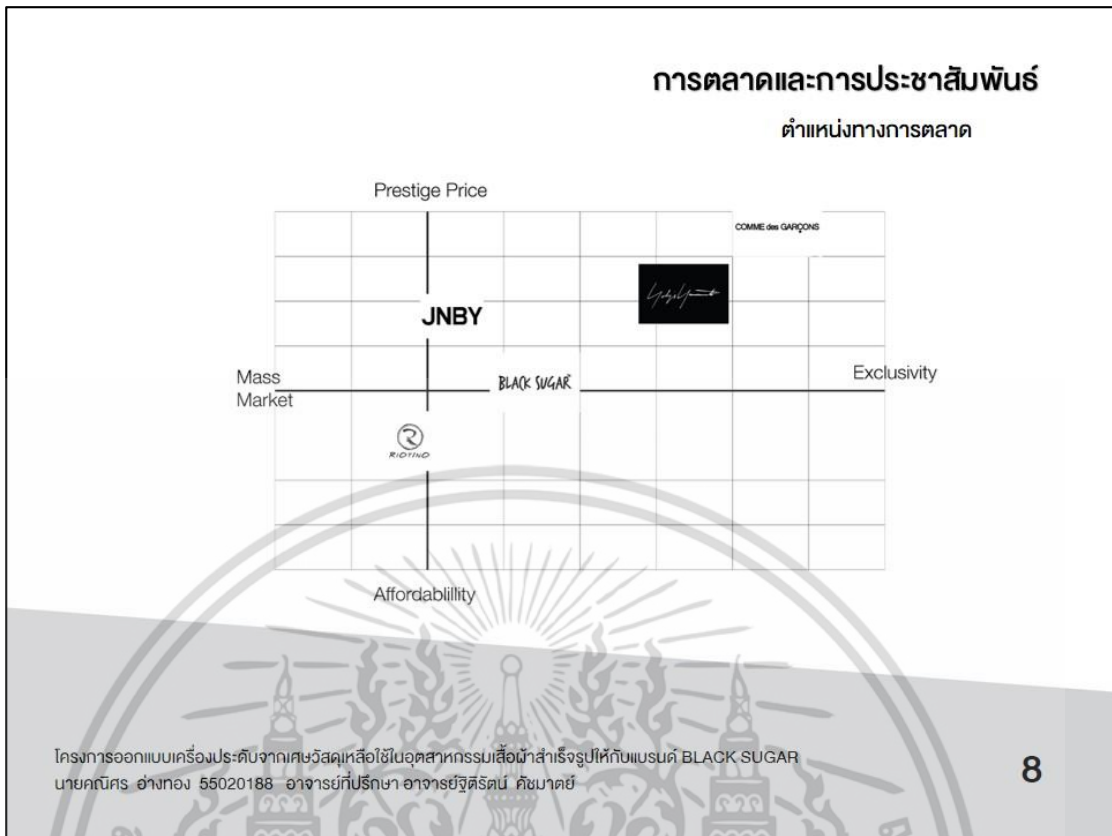 การตลาดและการประชาสัมพันธ์
ตำแหน่งทางการตลาด
Prestige Price
COMME des GARÇONS
Yohji Yamamoto
JNBY
Mass
Market
BLACK SUGAR
Exclusivity
RIOTINO
Affordablillity
โครงการออกแบบเครื่องประดับจากเศษวัสดุเหลือใช้ในอุตสาหกรรมเสื้อผ้าสำเร็จรูปให้กับแบรนด์ BLACK SUGAR
นายคณิศร อ่างทอง 55020188 อาจารย์ที่ปรึกษา อาจารย์ฐิติรัตน์ คัชมาตย์
8